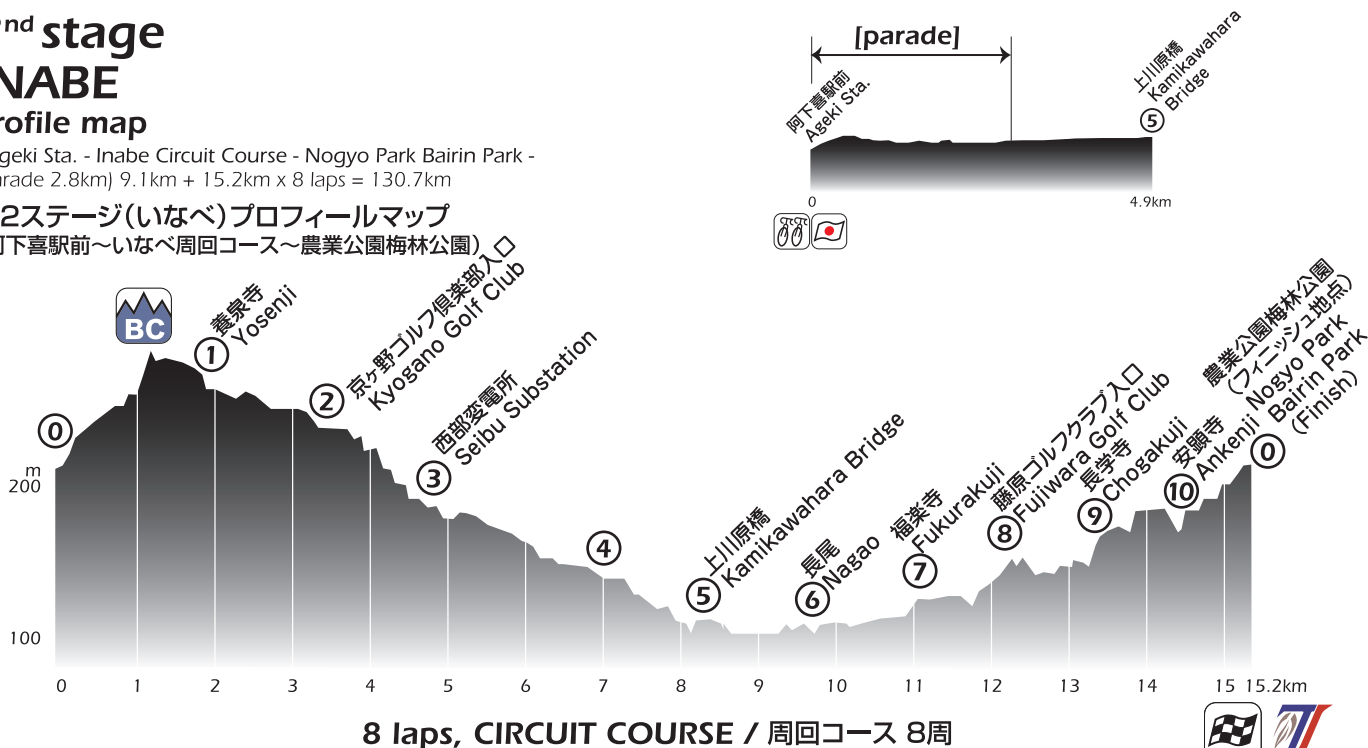 nd stage
NABE
rofile map
geki Sta. - Inabe Circuit Course - Nogyo Park Bairin Park -
arade 2.8km) 9.1km + 15.2km x 8 laps = 130.7km
2ステージ(いなべ)プロフィールマップ
阿下喜駅前～いなべ周回コース～農業公園梅林公園)
[parade]
阿下喜駅前
Ageki Sta.
上川原橋
Kamikawahara
Bridge
5
0
4.9km
BC
0
1
養泉寺
Yosenji
2
京ヶ野ゴルフ倶楽部入口
Kyogano Golf Club
3
西部変電所
Seibu Substation
4
5
上川原橋
Kamikawahara Bridge
6
長尾
Nagao
7
福楽寺
Fukurakuji
8
藤原ゴルフクラブ入口
Fujiwara Golf Club
9
長学寺
Chogakuji
10
安顕寺
Ankenji
0
農業公園梅林公園
(フィニッシュ地点)
Nogyo Park
Bairin Park
(Finish)
m
200
100
0 1 2 3 4 5 6 7 8 9 10 11 12 13 14 15 15.2km
8 laps, CIRCUIT COURSE / 周回コース 8周